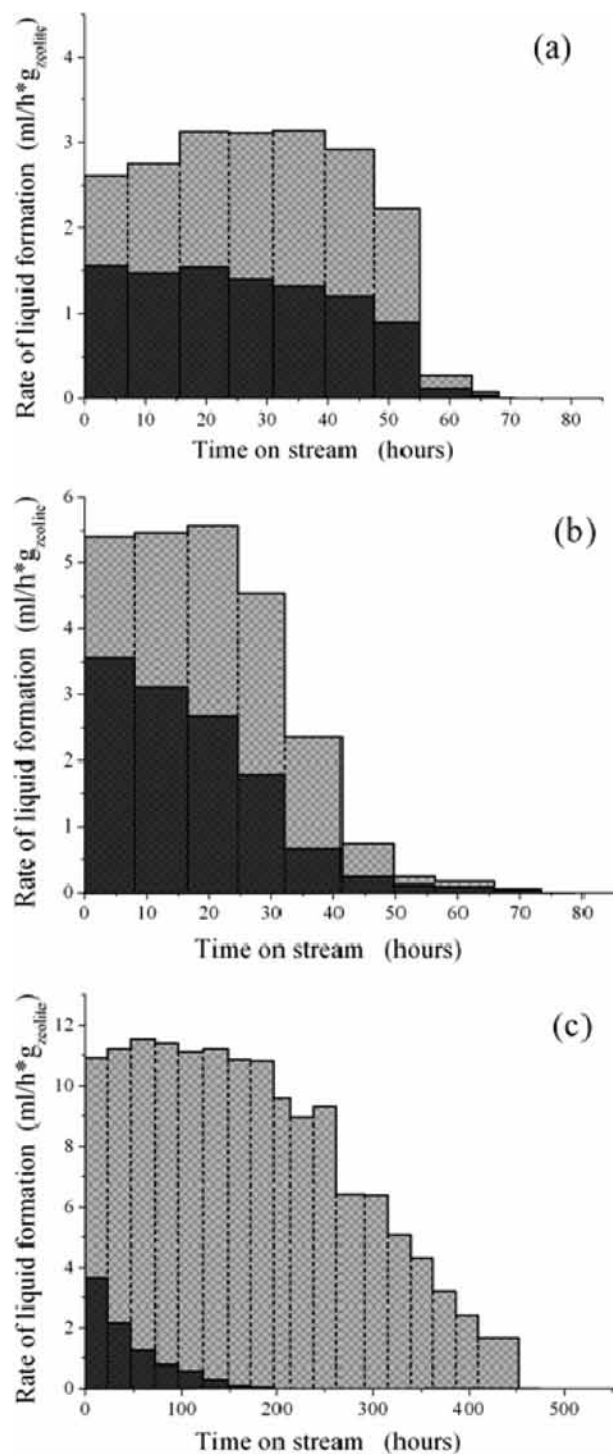 (a)
Rate of liquid formation (ml/h*gzeolite)
4
3
2
1
0
0 10 20 30 40 50 60 70 80
Time on stream (hours)
(b)
Rate of liquid formation (ml/h*gzeolite)
6
5
4
3
2
1
0
0 10 20 30 40 50 60 70 80
Time on stream (hours)
(c)
Rate of liquid formation (ml/h*gzeolite)
12
10
8
6
4
2
0
0 100 200 300 400 500
Time on stream (hours)